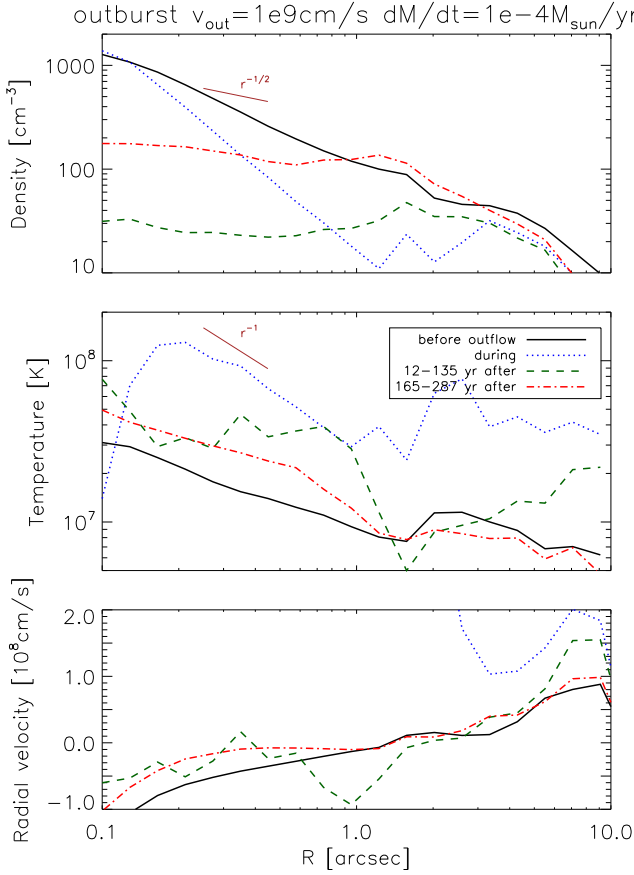 outburst v_out=1e9cm/s dM/dt=1e-4M_sun/yr
1000
100
10
Density [cm^-3]
r^-1/2
10^8
10^7
Temperature [K]
r^-1
before outflow
during
12-135 yr after
165-287 yr after
2.0
1.0
0.0
-1.0
Radial velocity [10^8cm/s]
0.1
1.0
10.0
R [arcsec]